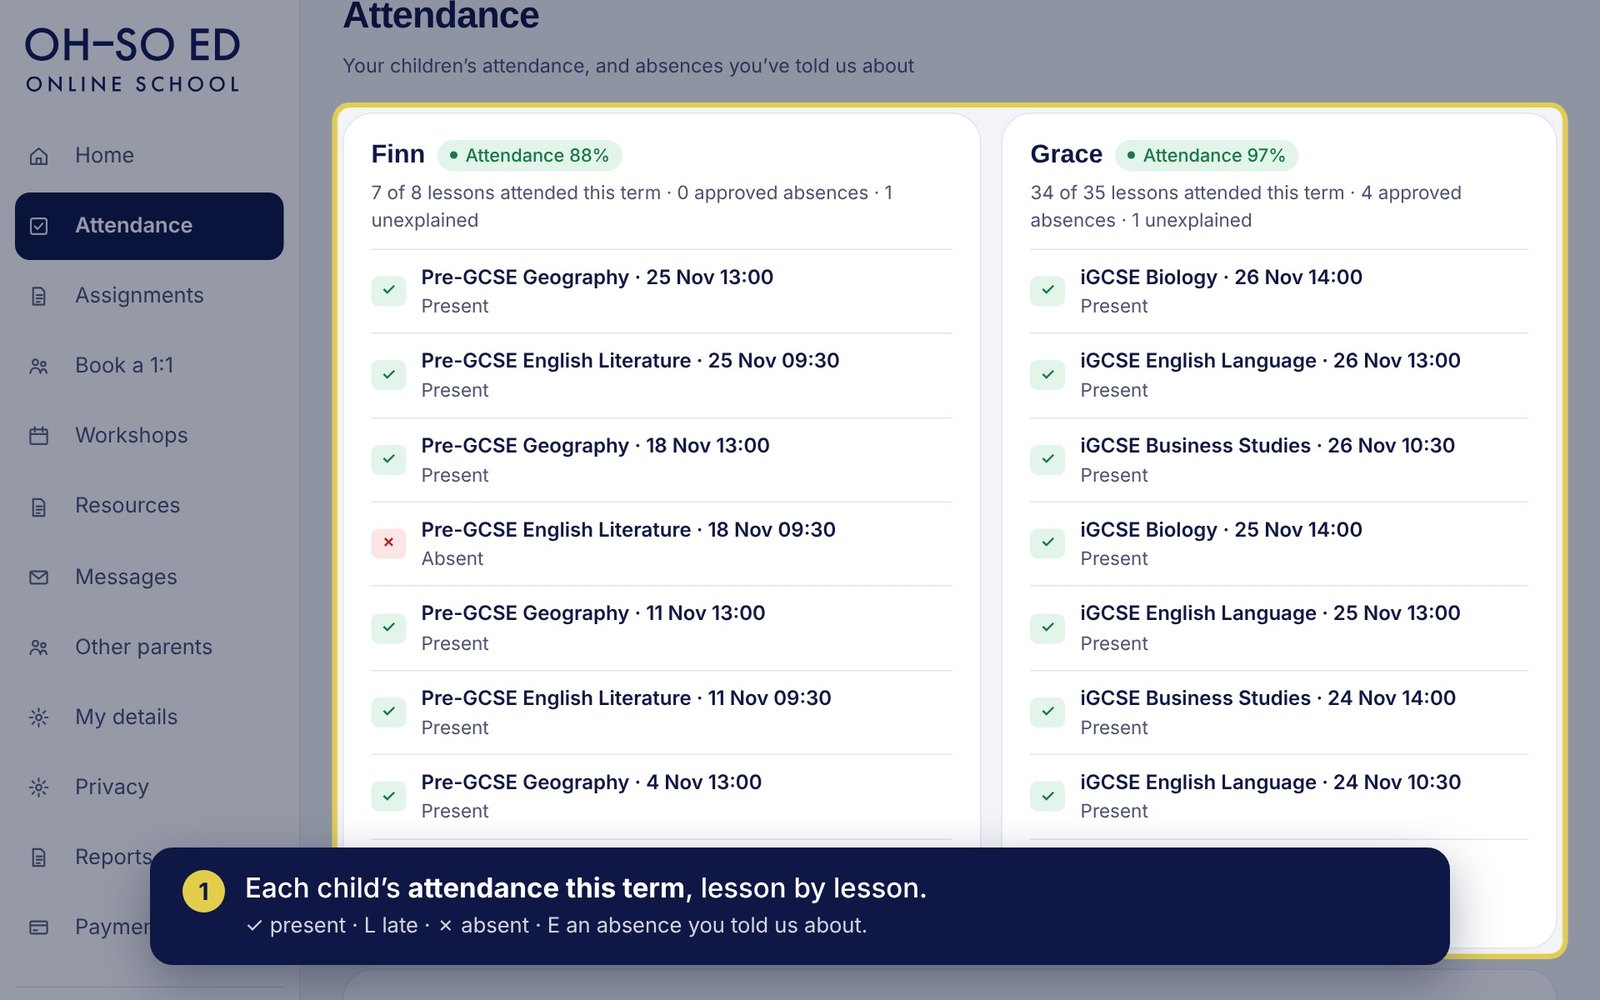 OH–SO ED
ONLINE SCHOOL
Home
Attendance
Assignments
Book a 1:1
Workshops
Resources
Messages
Other parents
My details
Privacy
Reports
Attendance
Your children’s attendance, and absences you’ve told us about
Finn
• Attendance 88%
7 of 8 lessons attended this term · 0 approved absences · 1
unexplained
✓ Pre-GCSE Geography · 25 Nov 13:00
Present
✓ Pre-GCSE English Literature · 25 Nov 09:30
Present
✓ Pre-GCSE Geography · 18 Nov 13:00
Present
× Pre-GCSE English Literature · 18 Nov 09:30
Absent
✓ Pre-GCSE Geography · 11 Nov 13:00
Present
✓ Pre-GCSE English Literature · 11 Nov 09:30
Present
✓ Pre-GCSE Geography · 4 Nov 13:00
Present
Grace
• Attendance 97%
34 of 35 lessons attended this term · 4 approved
absences · 1 unexplained
✓ iGCSE Biology · 26 Nov 14:00
Present
✓ iGCSE English Language · 26 Nov 13:00
Present
✓ iGCSE Business Studies · 26 Nov 10:30
Present
✓ iGCSE Biology · 25 Nov 14:00
Present
✓ iGCSE English Language · 25 Nov 13:00
Present
✓ iGCSE Business Studies · 24 Nov 14:00
Present
✓ iGCSE English Language · 24 Nov 10:30
Present
1
Each child’s attendance this term, lesson by lesson.
✓ present · L late · × absent · E an absence you told us about.